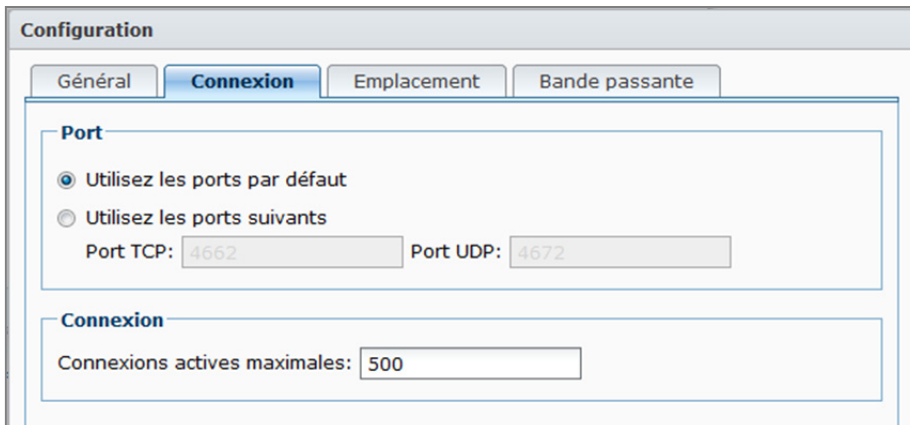 Configuration
Général Connexion Emplacement Bande passante
Port
Utilisez les ports par défaut
Utilisez les ports suivants
Port TCP: 4662 Port UDP: 4672
Connexion
Connexions actives maximales: 500